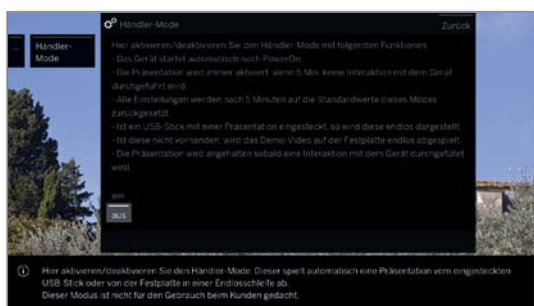 Händler-Mode
Zurück
Händler-
Mode
Hier aktivieren/deaktivieren Sie den Händler-Mode mit folgenden Funktionen:
- Das Gerät startet automatisch nach PowerOn.
- Die Präsentation wird immer aktiviert, wenn 5 Min. keine Interaktion mit dem Gerät
durchgeführt wird.
- Alle Einstellungen werden nach 5 Minuten auf die Standardwerte dieses Modes
zurückgesetzt.
- Ist ein USB-Stick mit einer Präsentation eingesteckt, so wird diese endlos dargestellt.
- Ist diese nicht vorhanden, wird das Demo-Video auf der Festplatte endlos abgespielt.
- Die Präsentation wird angehalten sobald eine Interaktion mit dem Gerät durchgeführt
wird.
ein
aus
Hier aktivieren/deaktivieren Sie den Händler-Mode. Dieser spielt automatisch eine Präsentation vom eingesteckten
USB-Stick oder von der Festplatte in einer Endlosschleife ab.
Dieser Modus ist nicht für den Gebrauch beim Kunden gedacht.